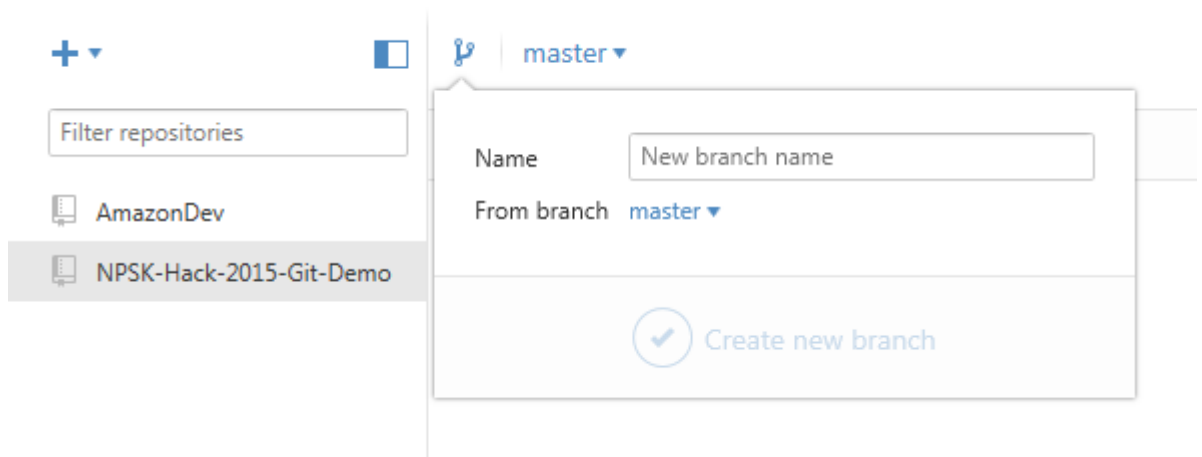 master
Filter repositories
AmazonDev
NPSK-Hack-2015-Git-Demo
Name
New branch name
From branch master
Create new branch